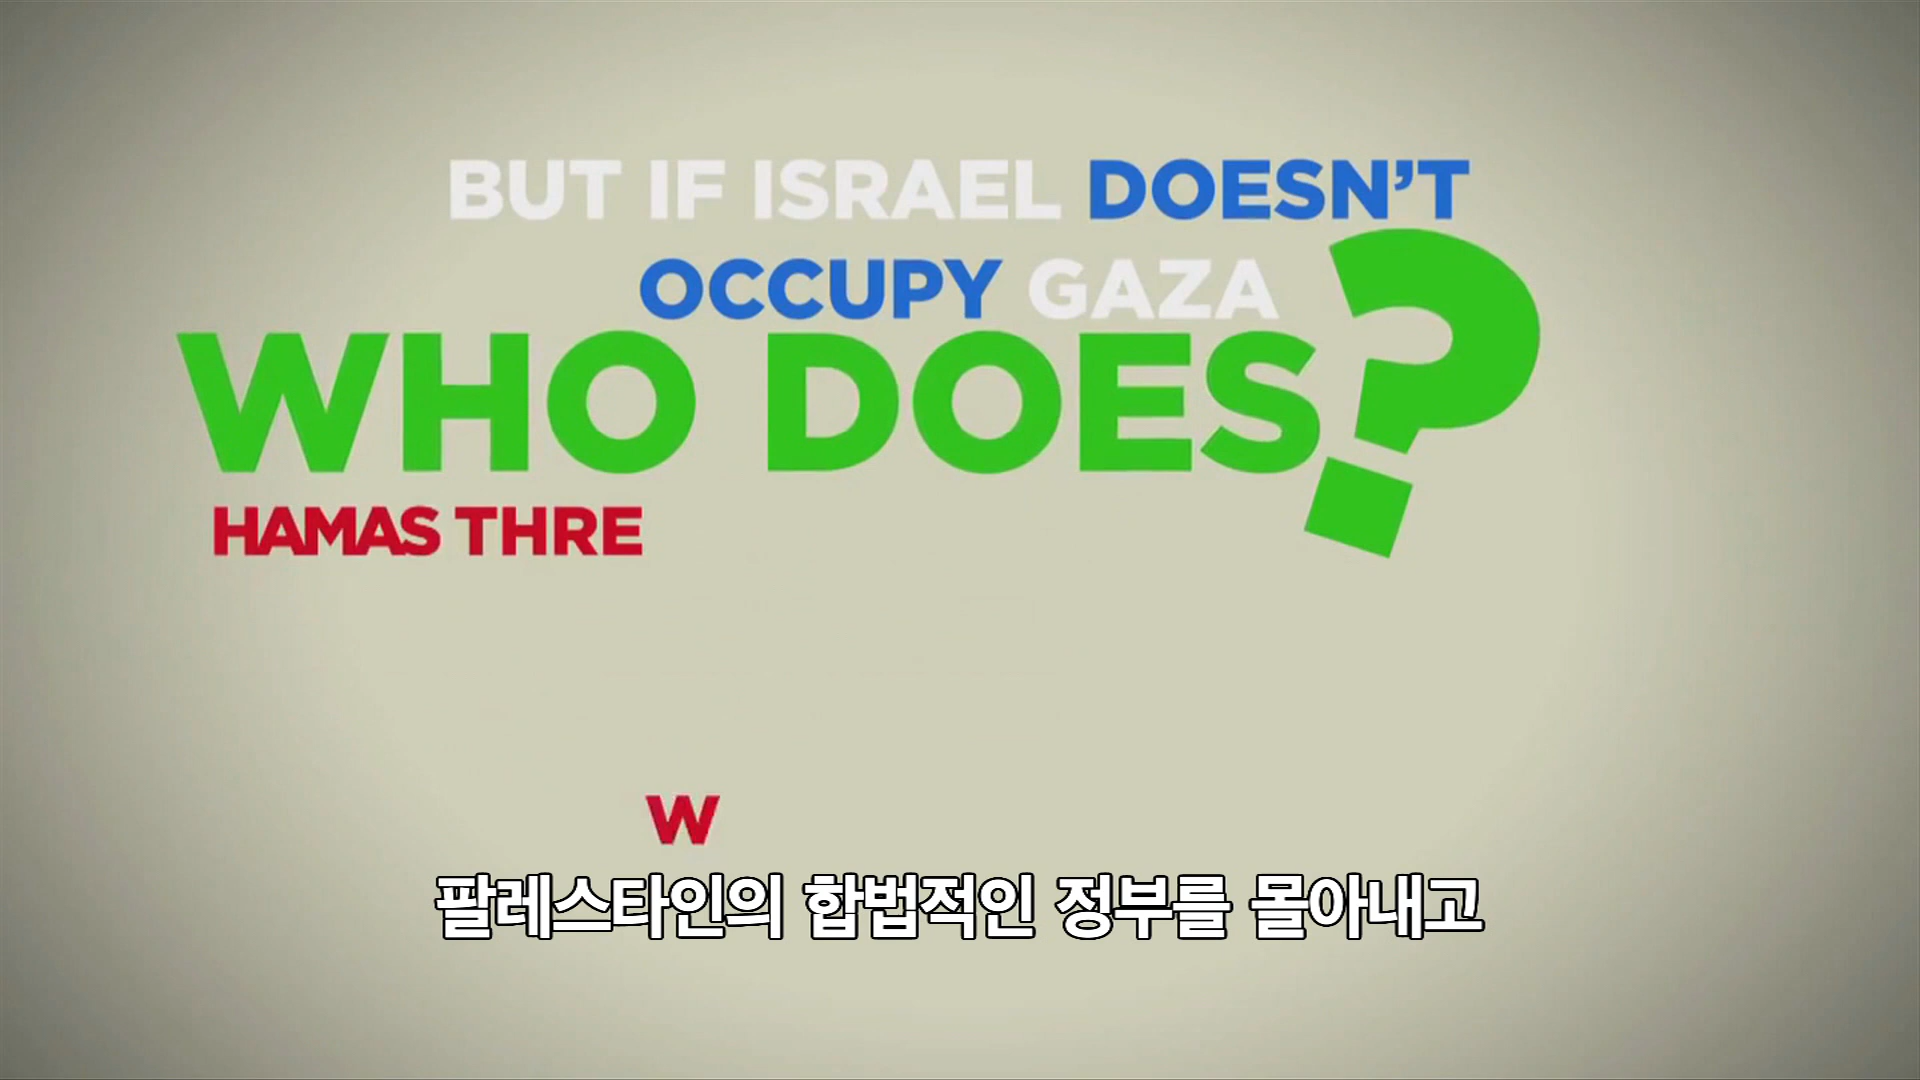 BUT IF ISRAEL DOESN'T
OCCUPY GAZA
WHO DOES?
HAMAS THRE
W
팔레스타인의 합법적인 정부를 몰아내고